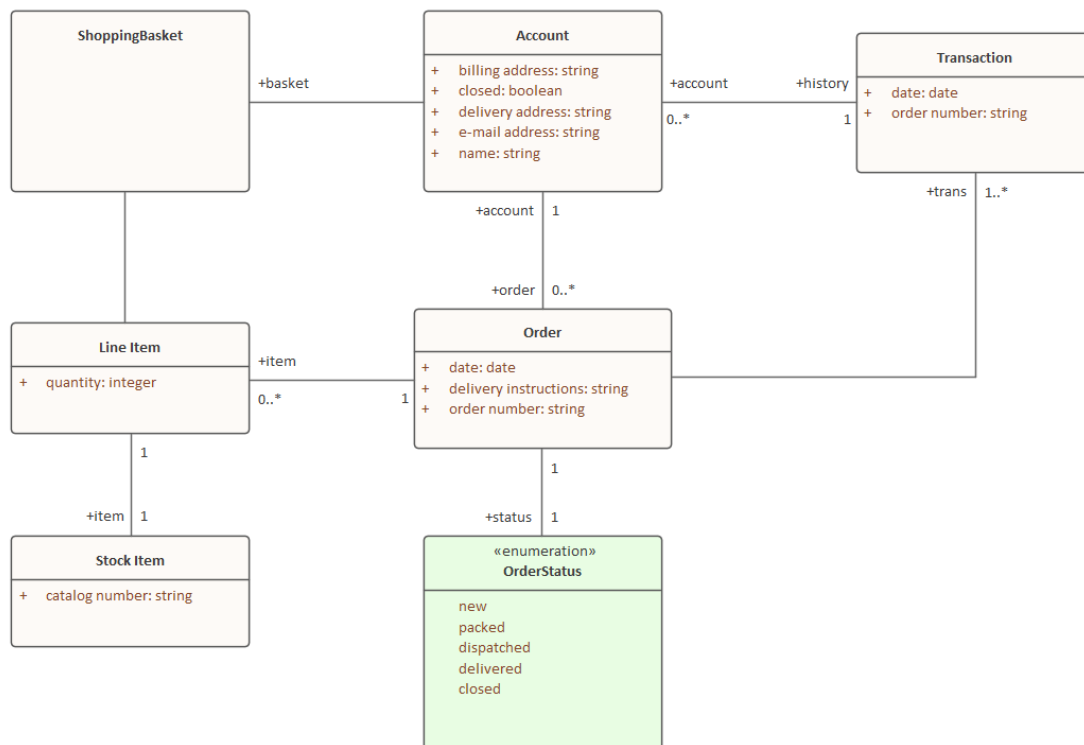 ShoppingBasket
+basket
Account
+ billing address: string
+ closed: boolean
+ delivery address: string
+ e-mail address: string
+ name: string
+account
0..*
+history
1
Transaction
+ date: date
+ order number: string
+trans
1..*
+account
1
+order
0..*
Line Item
+ quantity: integer
+item
0..*
1
Order
+ date: date
+ delivery instructions: string
+ order number: string
1
+item
1
Stock Item
+ catalog number: string
1
+status
1
«enumeration»
OrderStatus
new
packed
dispatched
delivered
closed